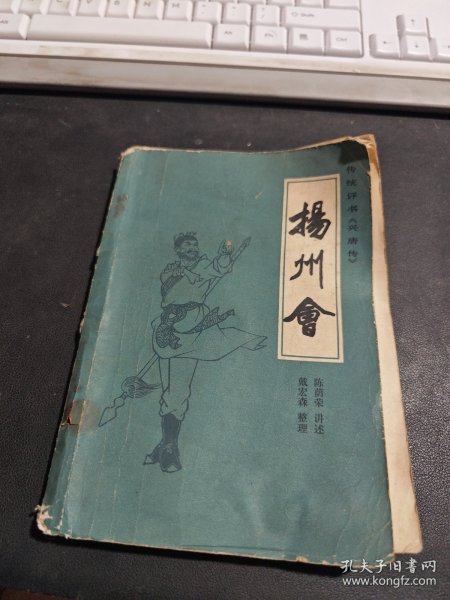 传统评书《兴唐传》
揚州會
陈荫荣 讲述
戴宏森 整理
孔夫子旧书网
www.kongfz.com